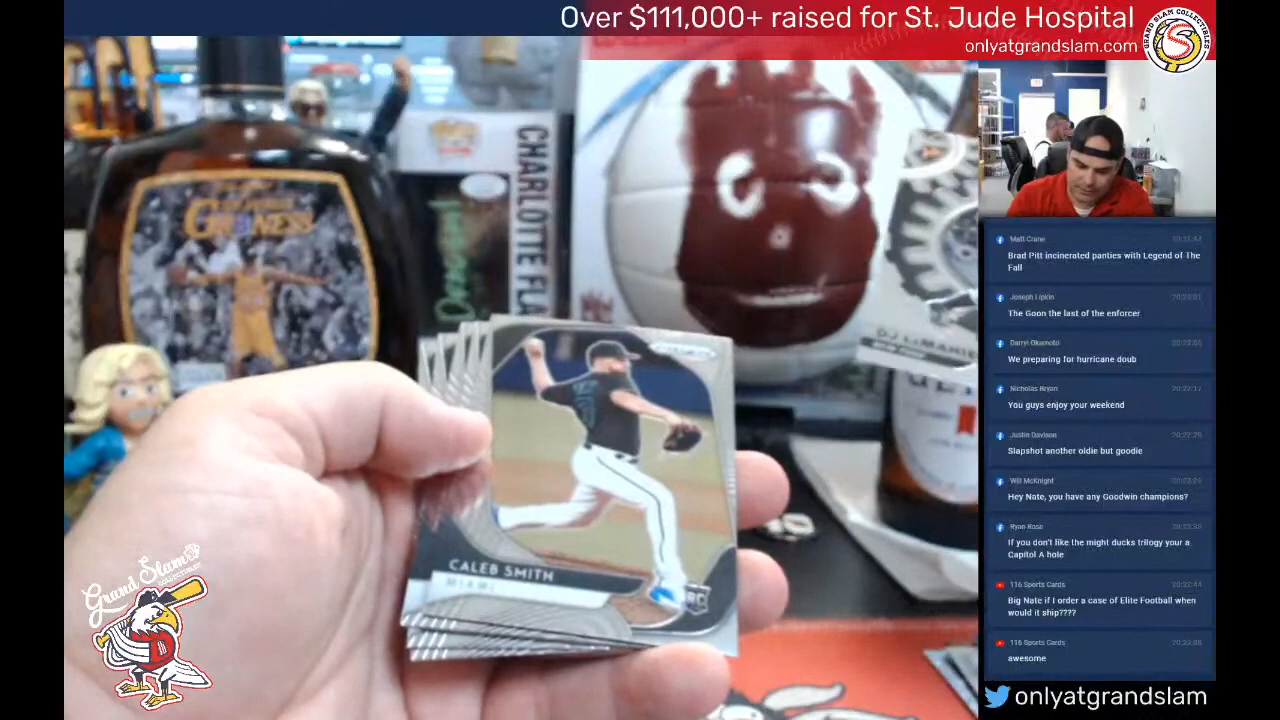 Over $111,000+ raised for St. Jude Hospital
onlyatgrandslam.com
GRAND SLAM COLLECTIBLES
CHARLOTTE FLA
CALEB SMITH
MIAMI
RC
Grand Slam
COLLECTIBLES
Matt Crane
Brad Pitt incinerated panties with Legend of The
Fall
Joseph Lipkin
The Goon the last of the enforcer
Darryl Okamoto
We preparing for hurricane doub
Nicholas Bryan
You guys enjoy your weekend
Justin Davison
Slapshot another oldie but goodie
Will McKnight
Hey Nate, you have any Goodwin champions?
Ryan Rose
If you don't like the might ducks trilogy your a
Capitol A hole
116 Sports Cards
Big Nate if I order a case of Elite Football when
would it ship????
116 Sports Cards
awesome
onlyatgrandslam